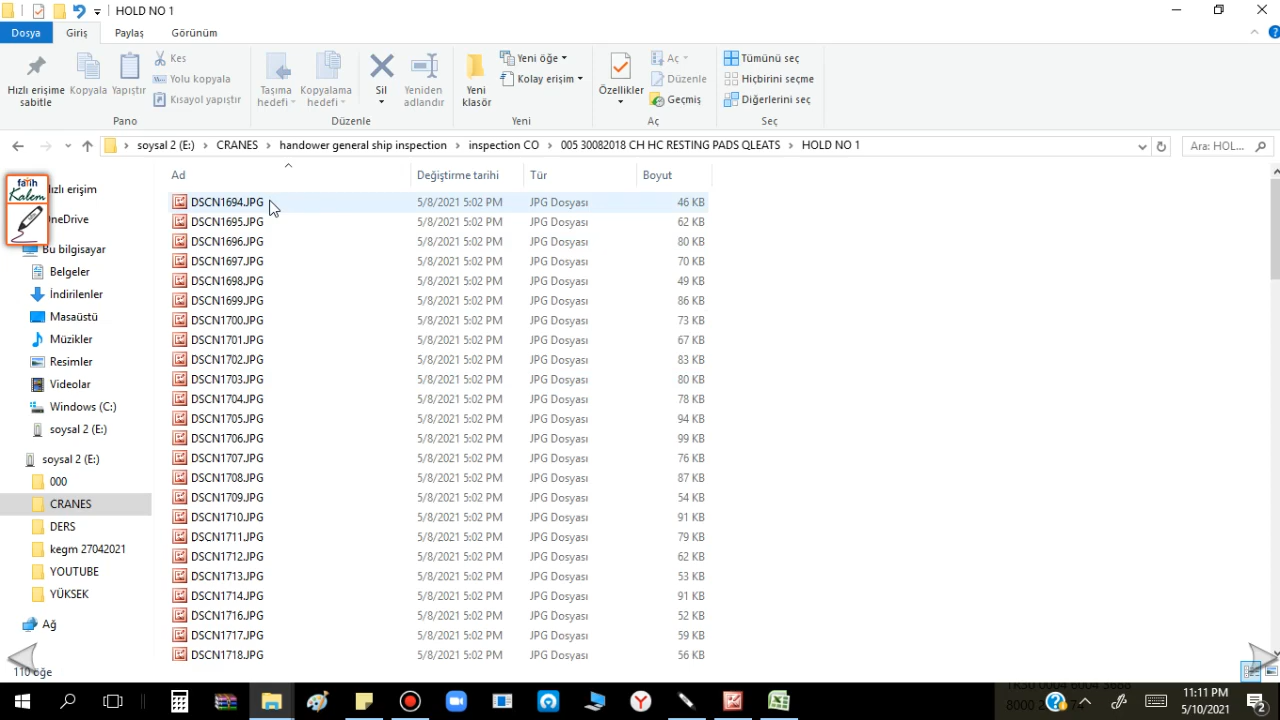 HOLD NO 1
Dosya Giriş Paylaş Görünüm
Hızlı erişime sabitle
Kopyala
Yapıştır
Kes
Yolu kopyala
Kısayol yapıştır
Taşıma hedefi
Kopyalama hedefi
Sil
Yeniden adlandır
Yeni klasör
Yeni öğe
Kolay erişim
Özellikler
Aç
Düzenle
Geçmiş
Tümünü seç
Hiçbirini seçme
Diğerlerini seç
Pano Düzenle Yeni Aç Seç
soysal 2 (E:) > CRANES > handower general ship inspection > inspection CO > 005 30082018 CH HC RESTING PADS QLEATS > HOLD NO 1
Ara: HOL...
fatih
Kalem
ızlı erişim
OneDrive
Bu bilgisayar
Belgeler
İndirilenler
Masaüstü
Müzikler
Resimler
Videolar
Windows (C:)
soysal 2 (E:)
soysal 2 (E:)
000
CRANES
DERS
kegm 27042021
YOUTUBE
YÜKSEK
Ağ
Ad Değiştirme tarihi Tür Boyut
DSCN1694.JPG 5/8/2021 5:02 PM JPG Dosyası 46 KB
DSCN1695.JPG 5/8/2021 5:02 PM JPG Dosyası 62 KB
DSCN1696.JPG 5/8/2021 5:02 PM JPG Dosyası 80 KB
DSCN1697.JPG 5/8/2021 5:02 PM JPG Dosyası 70 KB
DSCN1698.JPG 5/8/2021 5:02 PM JPG Dosyası 49 KB
DSCN1699.JPG 5/8/2021 5:02 PM JPG Dosyası 86 KB
DSCN1700.JPG 5/8/2021 5:02 PM JPG Dosyası 73 KB
DSCN1701.JPG 5/8/2021 5:02 PM JPG Dosyası 67 KB
DSCN1702.JPG 5/8/2021 5:02 PM JPG Dosyası 83 KB
DSCN1703.JPG 5/8/2021 5:02 PM JPG Dosyası 80 KB
DSCN1704.JPG 5/8/2021 5:02 PM JPG Dosyası 78 KB
DSCN1705.JPG 5/8/2021 5:02 PM JPG Dosyası 94 KB
DSCN1706.JPG 5/8/2021 5:02 PM JPG Dosyası 99 KB
DSCN1707.JPG 5/8/2021 5:02 PM JPG Dosyası 76 KB
DSCN1708.JPG 5/8/2021 5:02 PM JPG Dosyası 87 KB
DSCN1709.JPG 5/8/2021 5:02 PM JPG Dosyası 54 KB
DSCN1710.JPG 5/8/2021 5:02 PM JPG Dosyası 91 KB
DSCN1711.JPG 5/8/2021 5:02 PM JPG Dosyası 79 KB
DSCN1712.JPG 5/8/2021 5:02 PM JPG Dosyası 62 KB
DSCN1713.JPG 5/8/2021 5:02 PM JPG Dosyası 53 KB
DSCN1714.JPG 5/8/2021 5:02 PM JPG Dosyası 91 KB
DSCN1716.JPG 5/8/2021 5:02 PM JPG Dosyası 52 KB
DSCN1717.JPG 5/8/2021 5:02 PM JPG Dosyası 59 KB
DSCN1718.JPG 5/8/2021 5:02 PM JPG Dosyası 56 KB
110 öğe
11:11 PM
5/10/2021
2